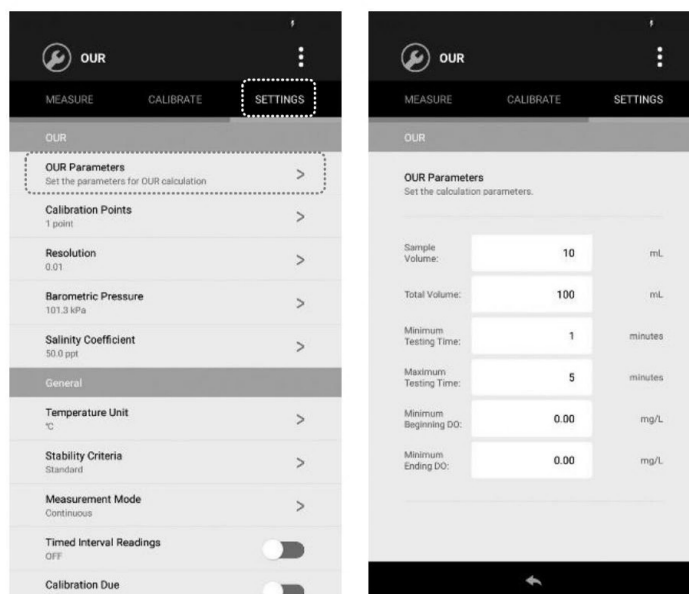 OUR
MEASURE CALIBRATE SETTINGS
OUR
OUR Parameters
Set the parameters for OUR calculation
Calibration Points
1 point
Resolution
0.01
Barometric Pressure
101.3 kPa
Salinity Coefficient
50.0 ppt
General
Temperature Unit
℃
Stability Criteria
Standard
Measurement Mode
Continuous
Timed Interval Readings
OFF
Calibration Due
OUR
MEASURE CALIBRATE SETTINGS
OUR
OUR Parameters
Set the calculation parameters.
Sample
Volume: 10 mL
Total Volume: 100 mL
Minimum
Testing Time: 1 minutes
Maximum
Testing Time: 5 minutes
Minimum
Beginning DO: 0.00 mg/L
Minimum
Ending DO: 0.00 mg/L